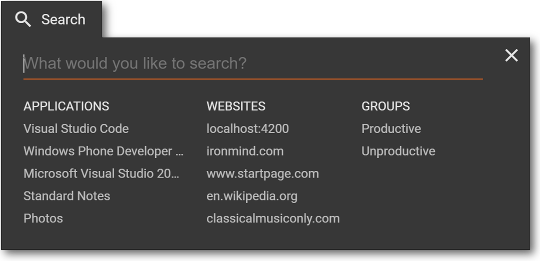 Search
What would you like to search?
APPLICATIONS WEBSITES GROUPS
Visual Studio Code localhost:4200 Productive
Windows Phone Developer ... ironmind.com Unproductive
Microsoft Visual Studio 20... www.startpage.com
Standard Notes en.wikipedia.org
Photos classicalmusiconly.com